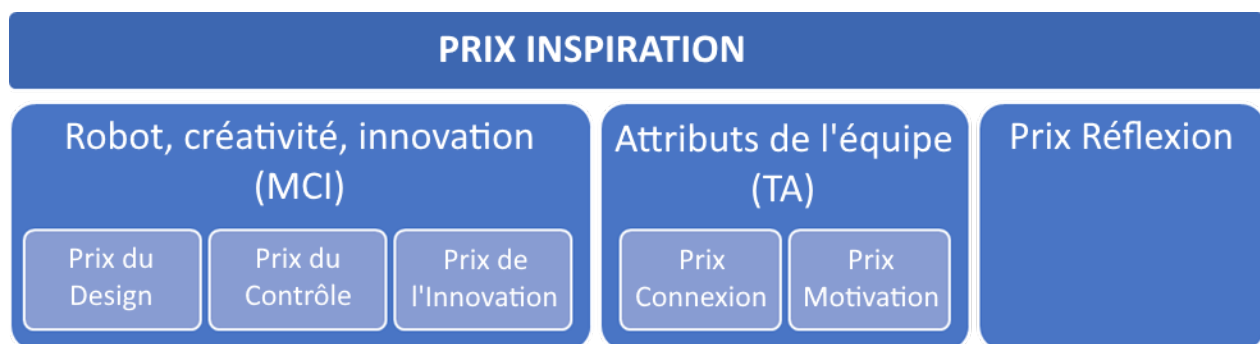 PRIX INSPIRATION
Robot, créativité, innovation
(MCI)
Prix du
Design
Prix du
Contrôle
Prix de
l'Innovation
Attributs de l'équipe
(TA)
Prix
Connexion
Prix
Motivation
Prix Réflexion